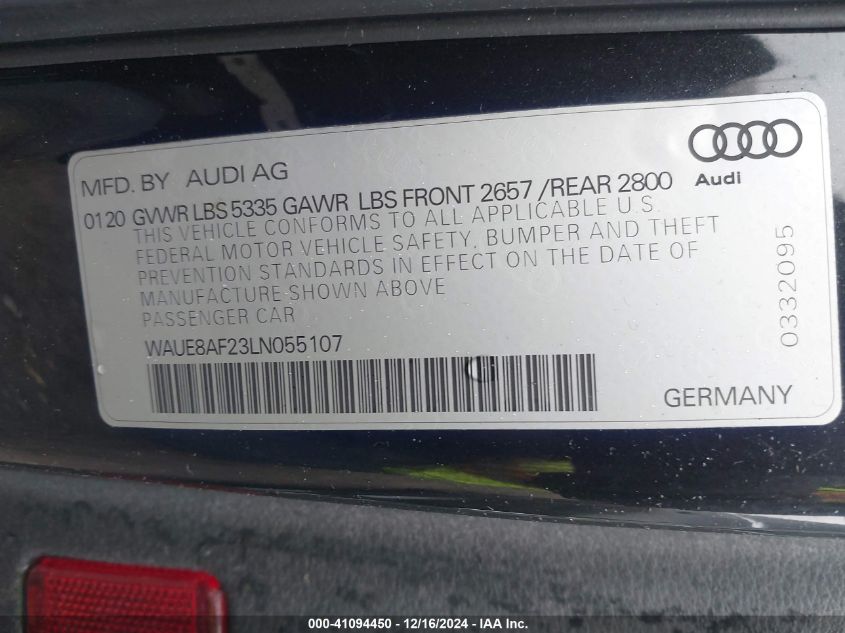 MFD. BY AUDI AG
Audi
0120 GVWR LBS 5335 GAWR LBS FRONT 2657 /REAR 2800
THIS VEHICLE CONFORMS TO ALL APPLICABLE U.S.
FEDERAL MOTOR VEHICLE SAFETY, BUMPER AND THEFT
PREVENTION STANDARDS IN EFFECT ON THE DATE OF
MANUFACTURE SHOWN ABOVE
PASSENGER CAR
0332095
WAUE8AF23LN055107
GERMANY
000-41094450 - 12/16/2024 - IAA Inc.